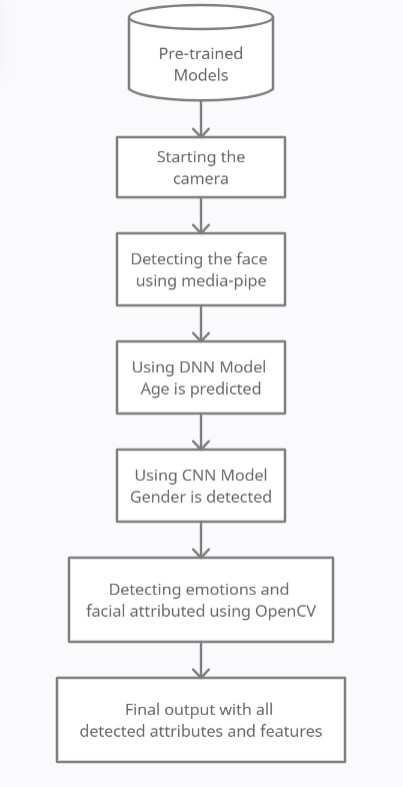 Pre-trained
Models
Starting the
camera
Detecting the face
using media-pipe
Using DNN Model
Age is predicted
Using CNN Model
Gender is detected
Detecting emotions and
facial attributed using OpenCV
Final output with all
detected attributes and features